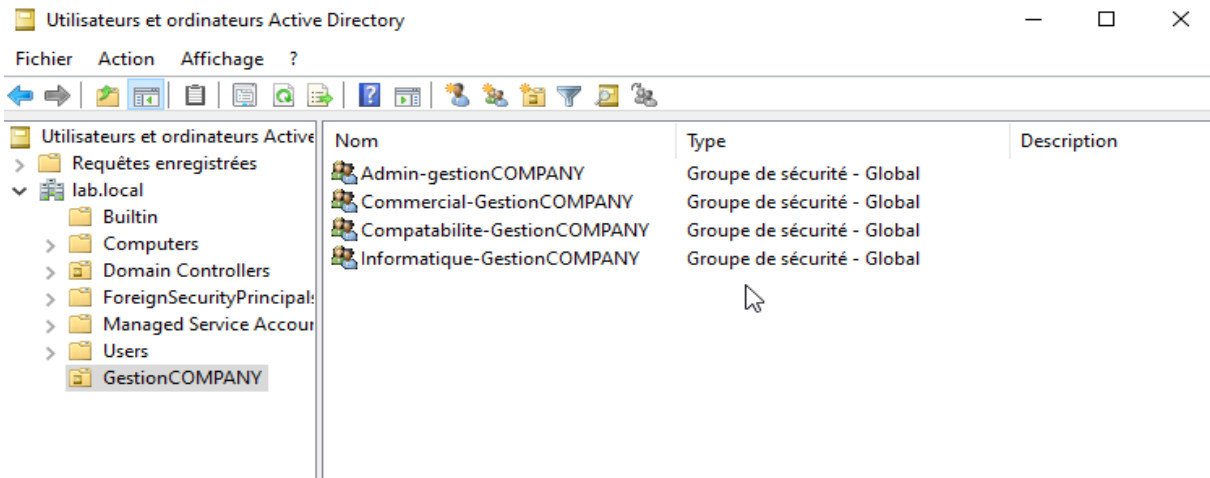 Utilisateurs et ordinateurs Active Directory
Fichier Action Affichage ?
Utilisateurs et ordinateurs Active
Requêtes enregistrées
lab.local
Builtin
Computers
Domain Controllers
ForeignSecurityPrincipals
Managed Service Accour
Users
GestionCOMPANY
Nom Type Description
Admin-gestionCOMPANY Groupe de sécurité - Global
Commercial-GestionCOMPANY Groupe de sécurité - Global
Compatabilite-GestionCOMPANY Groupe de sécurité - Global
Informatique-GestionCOMPANY Groupe de sécurité - Global